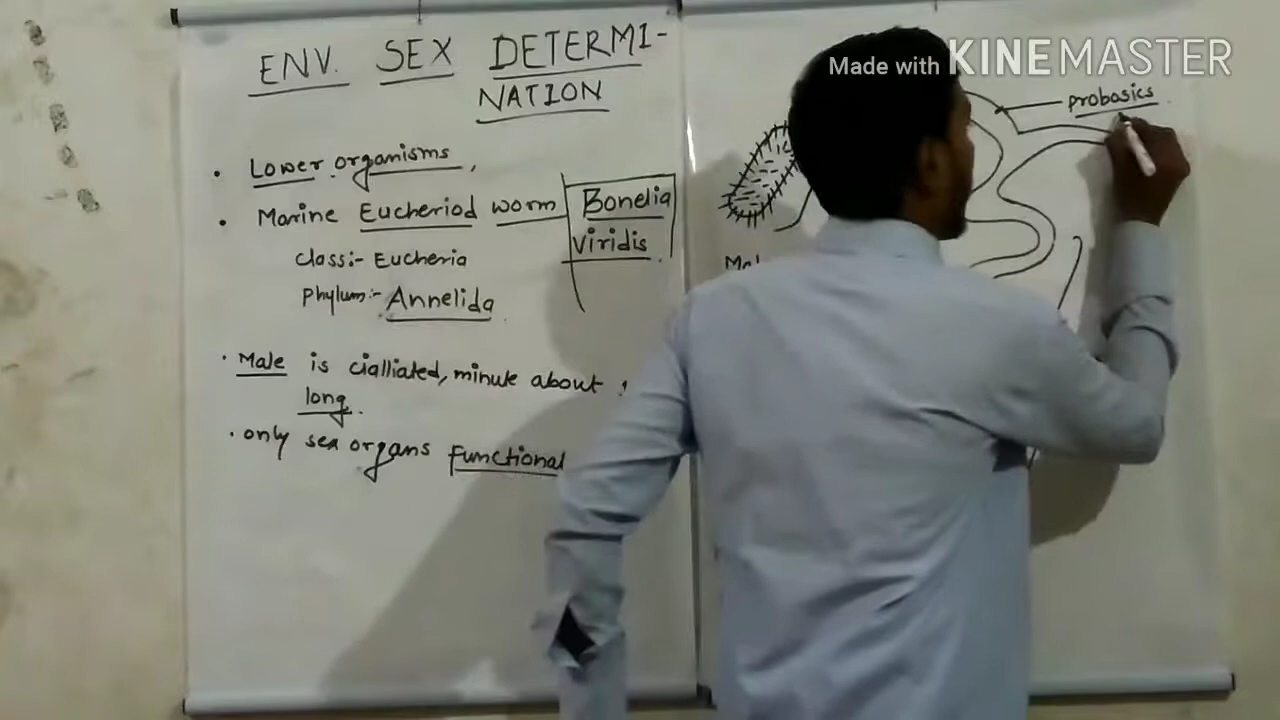 ENV. SEX DETERMI-
NATION
• Lower organisms,
• Marine Eucheriod worm Bonelia
viridis.
Class:- Eucheria
Phylum:- Annelida.
• Male is cialliated, minute about
long.
• only sex organs functional
Made with KINEMASTER
probosics